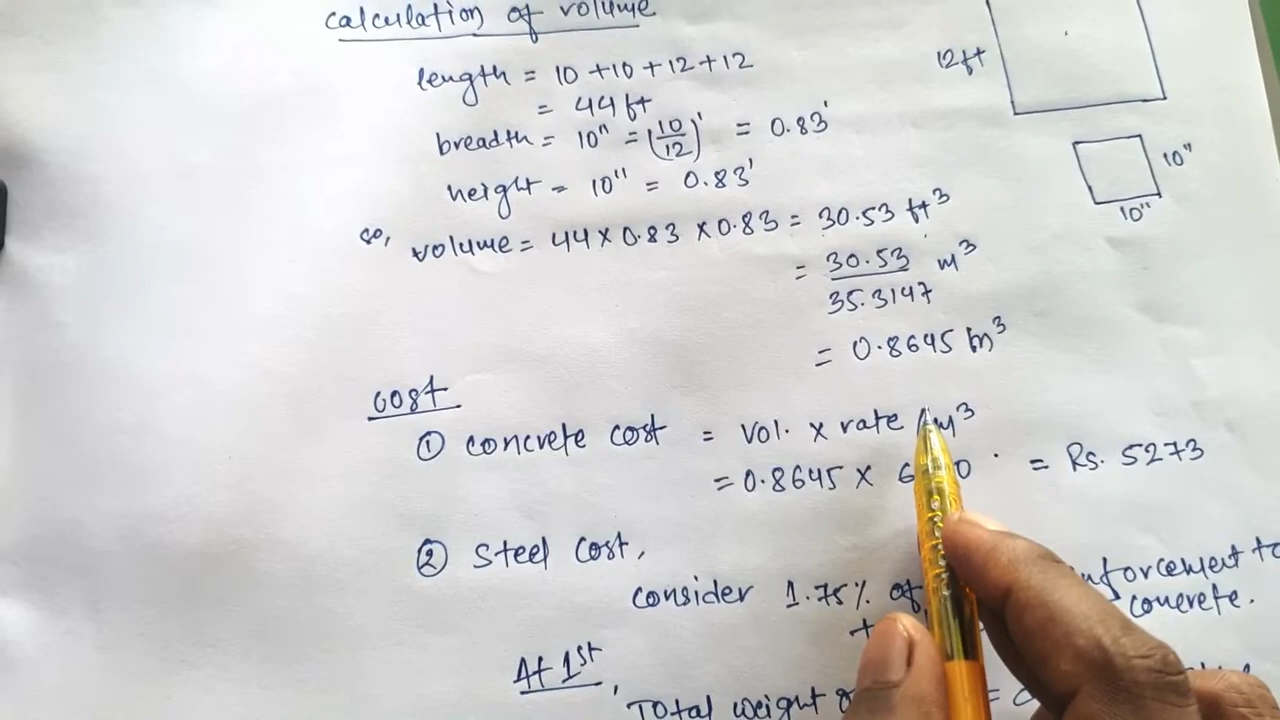 calculation of volume
length = 10 + 10 + 12 + 12
= 44 ft
breadth = 10" = (10/12)' = 0.83'
height = 10" = 0.83'
so, volume = 44 × 0.83 × 0.83 = 30.53 ft³
= 30.53/35.3147 m³
= 0.8645 m³
12ft
10"
10"
cost
① concrete cost = vol. × rate m³
= 0.8645 × = Rs. 5273
② steel cost,
consider 1.75% of to
concrete.
At 1st,
Total weight =